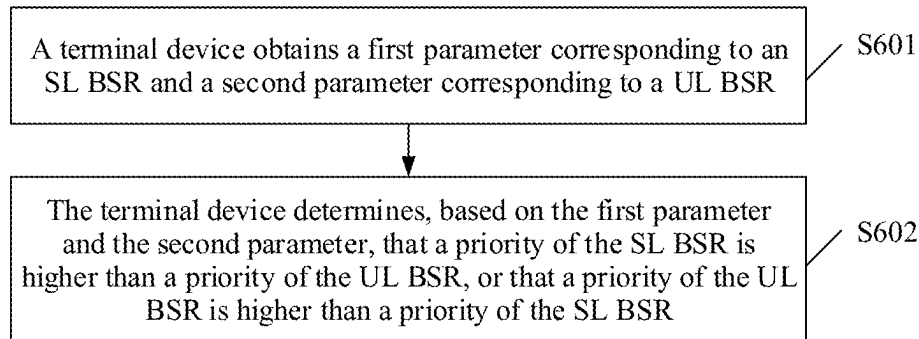 A terminal device obtains a first parameter corresponding to an
SL BSR and a second parameter corresponding to a UL BSR
S601
The terminal device determines, based on the first parameter
and the second parameter, that a priority of the SL BSR is
higher than a priority of the UL BSR, or that a priority of the UL
BSR is higher than a priority of the SL BSR
S602